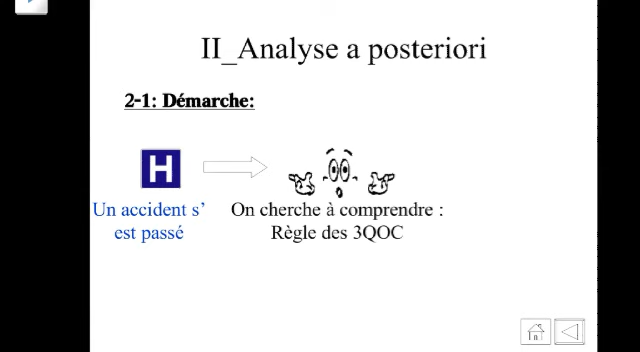 II_Analyse a posteriori
2-1: Démarche:
H
Un accident s’
est passé
On cherche à comprendre :
Règle des 3QOC